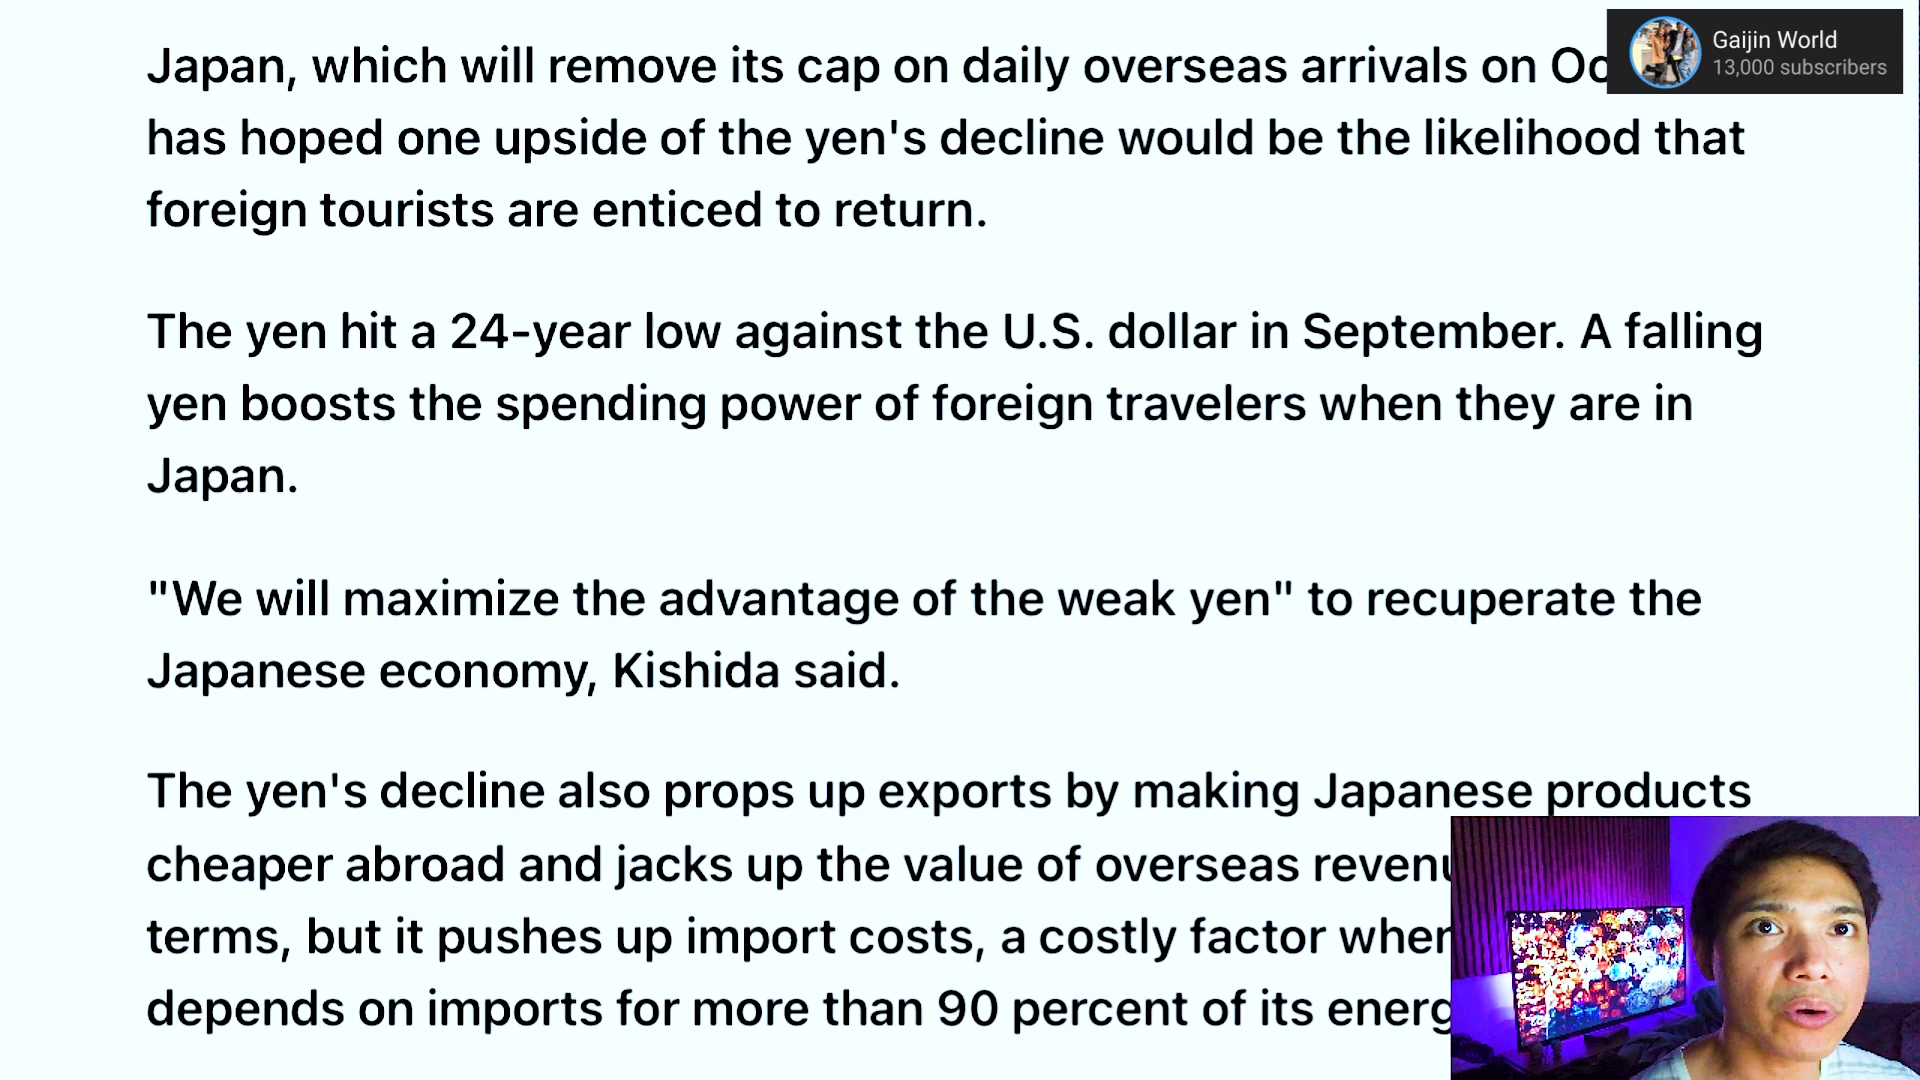 Japan, which will remove its cap on daily overseas arrivals on
has hoped one upside of the yen's decline would be the likelihood that
foreign tourists are enticed to return.
The yen hit a 24-year low against the U.S. dollar in September. A falling
yen boosts the spending power of foreign travelers when they are in
Japan.
"We will maximize the advantage of the weak yen" to recuperate the
Japanese economy, Kishida said.
The yen's decline also props up exports by making Japanese products
cheaper abroad and jacks up the value of overseas
terms, but it pushes up import costs, a costly factor
depends on imports for more than 90 percent of its
Gaijin World
13,000 subscribers